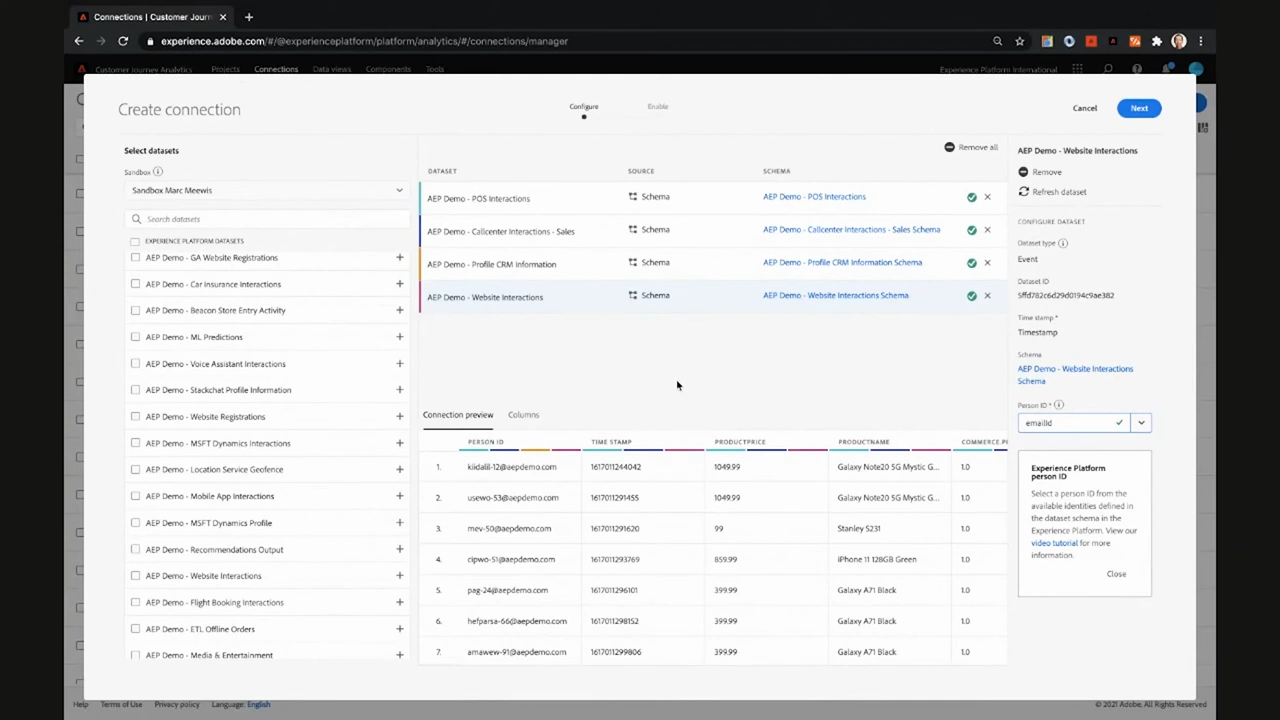 Connections | Customer Jour
experience.adobe.com/#/@experienceplatform/platform/analytics/#/connections/manager
Customer Journey Analytics
Projects
Connections
Data views
Components
Tools
Experience Platform International
Create connection
Configure
Enable
Cancel
Next
Select datasets
Sandbox
Sandbox Marc Meewis
Search datasets
EXPERIENCE PLATFORM DATASETS
AEP Demo - GA Website Registrations
AEP Demo - Car Insurance Interactions
AEP Demo - Beacon Store Entry Activity
AEP Demo - ML Predictions
AEP Demo - Voice Assistant Interactions
AEP Demo - Stackchat Profile Information
AEP Demo - Website Registrations
AEP Demo - MSFT Dynamics Interactions
AEP Demo - Location Service Geofence
AEP Demo - Mobile App Interactions
AEP Demo - MSFT Dynamics Profile
AEP Demo - Recommendations Output
AEP Demo - Website Interactions
AEP Demo - Flight Booking Interactions
AEP Demo - ETL Offline Orders
AEP Demo - Media & Entertainment
Remove all
DATASET SOURCE SCHEMA
AEP Demo - POS Interactions Schema AEP Demo - POS Interactions
AEP Demo - Callcenter Interactions - Sales Schema AEP Demo - Callcenter Interactions - Sales Schema
AEP Demo - Profile CRM Information Schema AEP Demo - Profile CRM Information Schema
AEP Demo - Website Interactions Schema AEP Demo - Website Interactions Schema
Connection preview Columns
PERSON ID TIME STAMP PRODUCTPRICE PRODUCTNAME COMMERCE.P
1. kiidalil-12@aepdemo.com 1617011244042 1049.99 Galaxy Note20 5G Mystic G... 1.0
2. usewo-53@aepdemo.com 1617011291455 1049.99 Galaxy Note20 5G Mystic G... 1.0
3. mev-50@aepdemo.com 1617011291620 99 Stanley S231 1.0
4. cipwo-51@aepdemo.com 1617011293769 859.99 iPhone 11 128GB Green 1.0
5. pag-24@aepdemo.com 1617011296101 399.99 Galaxy A71 Black 1.0
6. hefparsa-66@aepdemo.com 1617011298152 399.99 Galaxy A71 Black 1.0
7. amawew-91@aepdemo.com 1617011299806 399.99 Galaxy A71 Black 1.0
AEP Demo - Website Interactions
Remove
Refresh dataset
CONFIGURE DATASET
Dataset type
Event
Dataset ID
5ffd782c6d29d0194c9ae382
Time stamp *
Timestamp
Schema
AEP Demo - Website Interactions
Schema
Person ID *
emailId
Experience Platform
person ID
Select a person ID from the
available identities defined in
the dataset schema in the
Experience Platform. View our
video tutorial for more
information.
Close
Help Terms of Use Privacy policy Language: English
© 2021 Adobe, All Rights Reserved